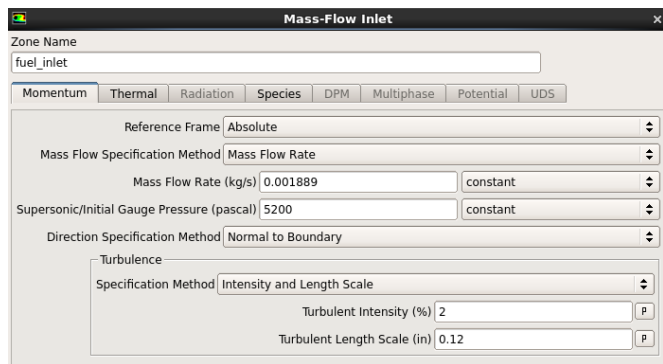 Mass-Flow Inlet
Zone Name
fuel_inlet
Momentum Thermal Radiation Species DPM Multiphase Potential UDS
Reference Frame Absolute
Mass Flow Specification Method Mass Flow Rate
Mass Flow Rate (kg/s) 0.001889 constant
Supersonic/Initial Gauge Pressure (pascal) 5200 constant
Direction Specification Method Normal to Boundary
Turbulence
Specification Method Intensity and Length Scale
Turbulent Intensity (%) 2 P
Turbulent Length Scale (in) 0.12 P